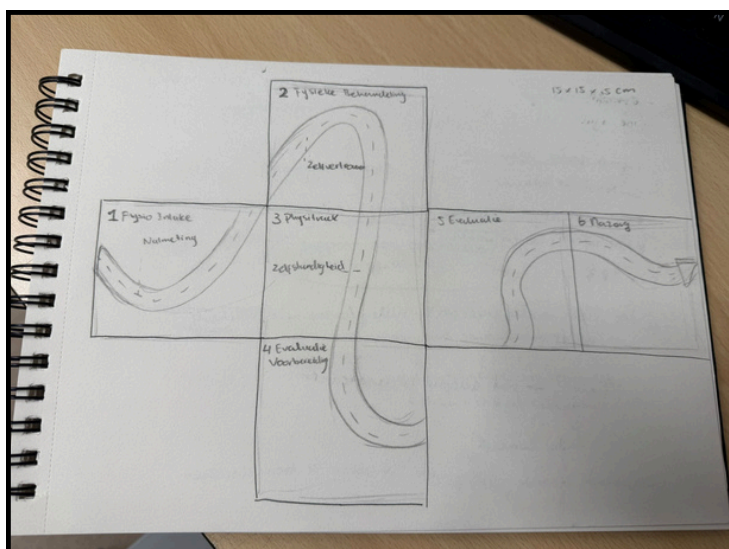 15 x 15 x 15 cm
2 Fysieke Behandeling
Zelfvertrouwen
1 Fysio Intake
Nulmeting
3 Physitrack
Zelfstandigheid
4 Evaluatie
Voorbereiding
5 Evaluatie
6 Nazorg